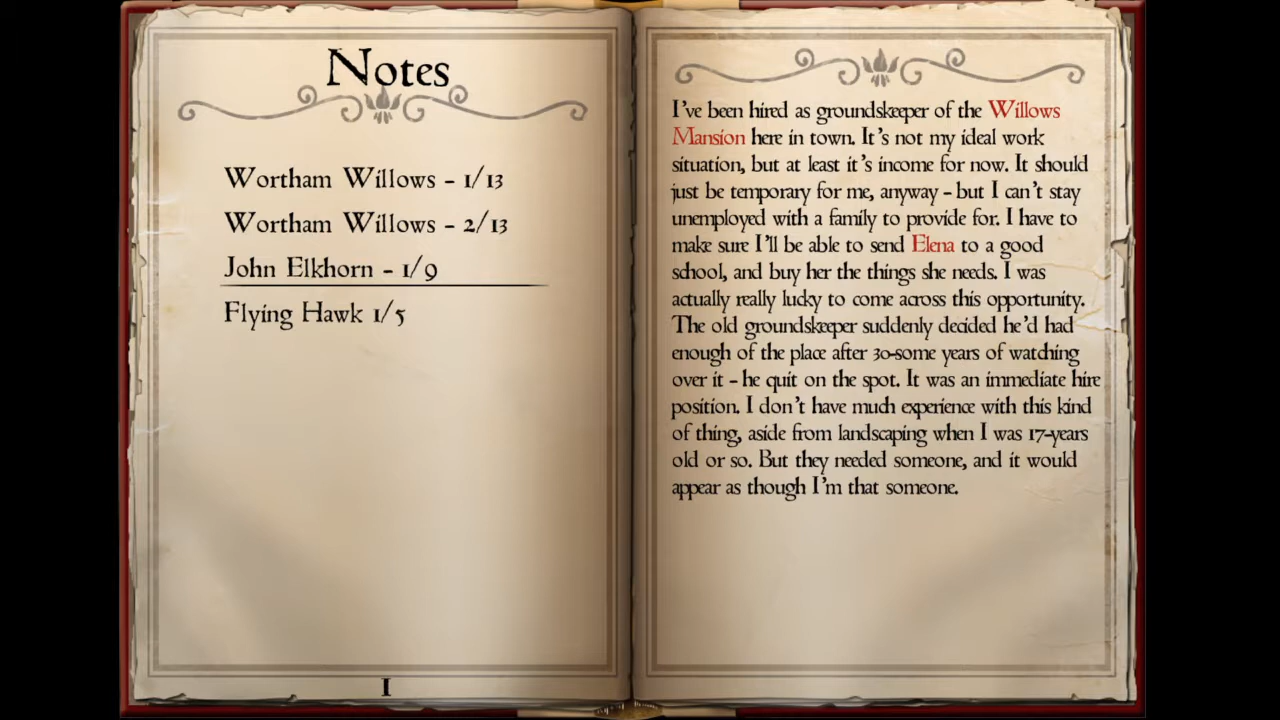 Notes
Wortham Willows - 1/13
Wortham Willows - 2/13
John Elkhorn - 1/9
Flying Hawk 1/5
1
I've been hired as groundskeeper of the Willows
Mansion here in town. It's not my ideal work
situation, but at least it's income for now. It should
just be temporary for me, anyway - but I can't stay
unemployed with a family to provide for. I have to
make sure I'll be able to send Elena to a good
school, and buy her the things she needs. I was
actually really lucky to come across this opportunity.
The old groundskeeper suddenly decided he'd had
enough of the place after 30-some years of watching
over it - he quit on the spot. It was an immediate hire
position. I don't have much experience with this kind
of thing, aside from landscaping when I was 17-years
old or so. But they needed someone, and it would
appear as though I'm that someone.